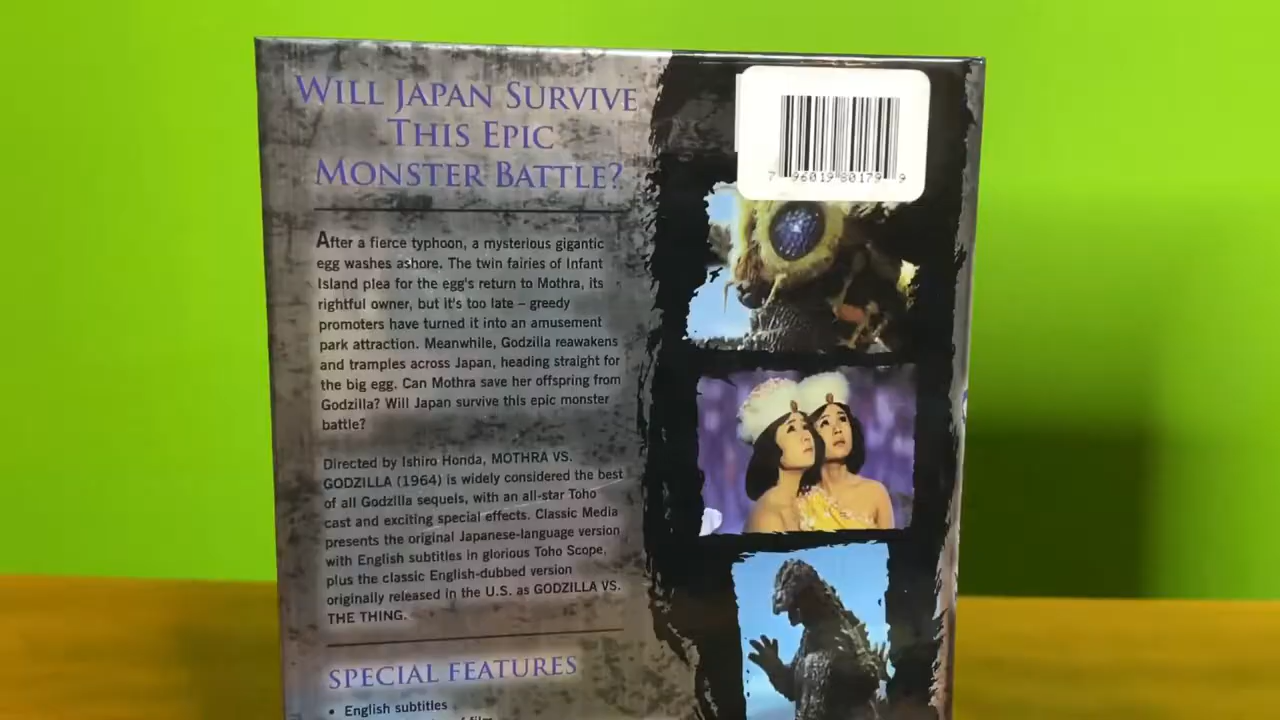 WILL JAPAN SURVIVE
THIS EPIC
MONSTER BATTLE?
After a fierce typhoon, a mysterious gigantic
egg washes ashore. The twin fairies of Infant
Island plea for the egg's return to Mothra, its
rightful owner, but it's too late – greedy
promoters have turned it into an amusement
park attraction. Meanwhile, Godzilla reawakens
and tramples across Japan, heading straight for
the big egg. Can Mothra save her offspring from
Godzilla? Will Japan survive this epic monster
battle?
Directed by Ishiro Honda, MOTHRA VS.
GODZILLA (1964) is widely considered the best
of all Godzilla sequels, with an all-star Toho
cast and exciting special effects. Classic Media
presents the original Japanese-language version
with English subtitles in glorious Toho Scope,
plus the classic English-dubbed version
originally released in the U.S. as GODZILLA VS.
THE THING.
SPECIAL FEATURES
• English subtitles
7 96019 80179 9